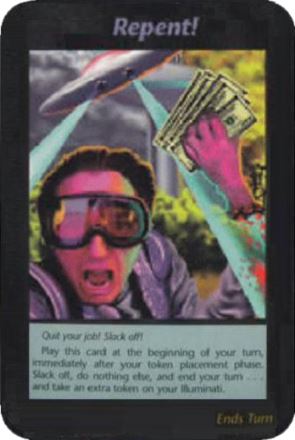 Repent!
Quit your job! Slack off!
Play this card at the beginning of your turn,
immediately after your token placement phase.
Slack off, do nothing else, and end your turn . . .
and take an extra token on your Illuminati.
Ends Turn